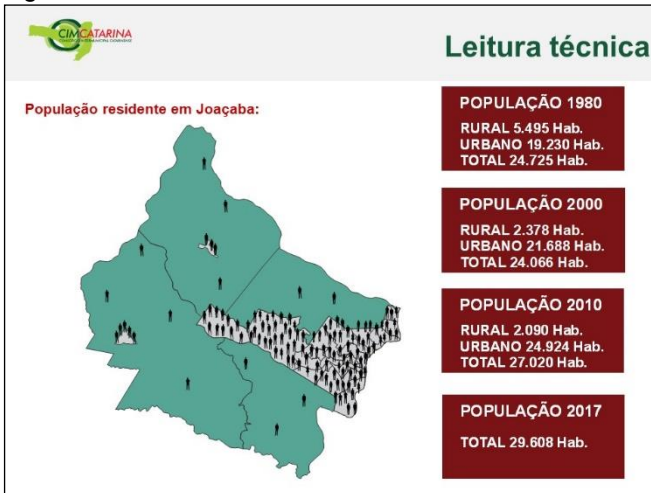 CIMCATARINA
Leitura técnica
População residente em Joaçaba:
POPULAÇÃO 1980
RURAL 5.495 Hab.
URBANO 19.230 Hab.
TOTAL 24.725 Hab.
POPULAÇÃO 2000
RURAL 2.378 Hab.
URBANO 21.688 Hab.
TOTAL 24.066 Hab.
POPULAÇÃO 2010
RURAL 2.090 Hab.
URBANO 24.924 Hab.
TOTAL 27.020 Hab.
POPULAÇÃO 2017
TOTAL 29.608 Hab.